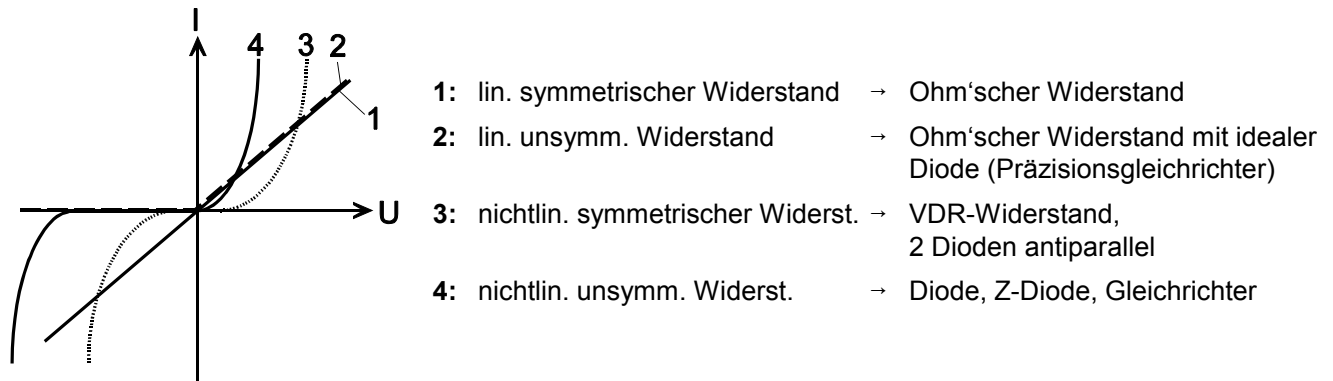 I
4 3 2
1
U
1: lin. symmetrischer Widerstand → Ohm‘scher Widerstand
2: lin. unsymm. Widerstand → Ohm‘scher Widerstand mit idealer
Diode (Präzisionsgleichrichter)
3: nichtlin. symmetrischer Widerst. → VDR-Widerstand,
2 Dioden antiparallel
4: nichtlin. unsymm. Widerst. → Diode, Z-Diode, Gleichrichter